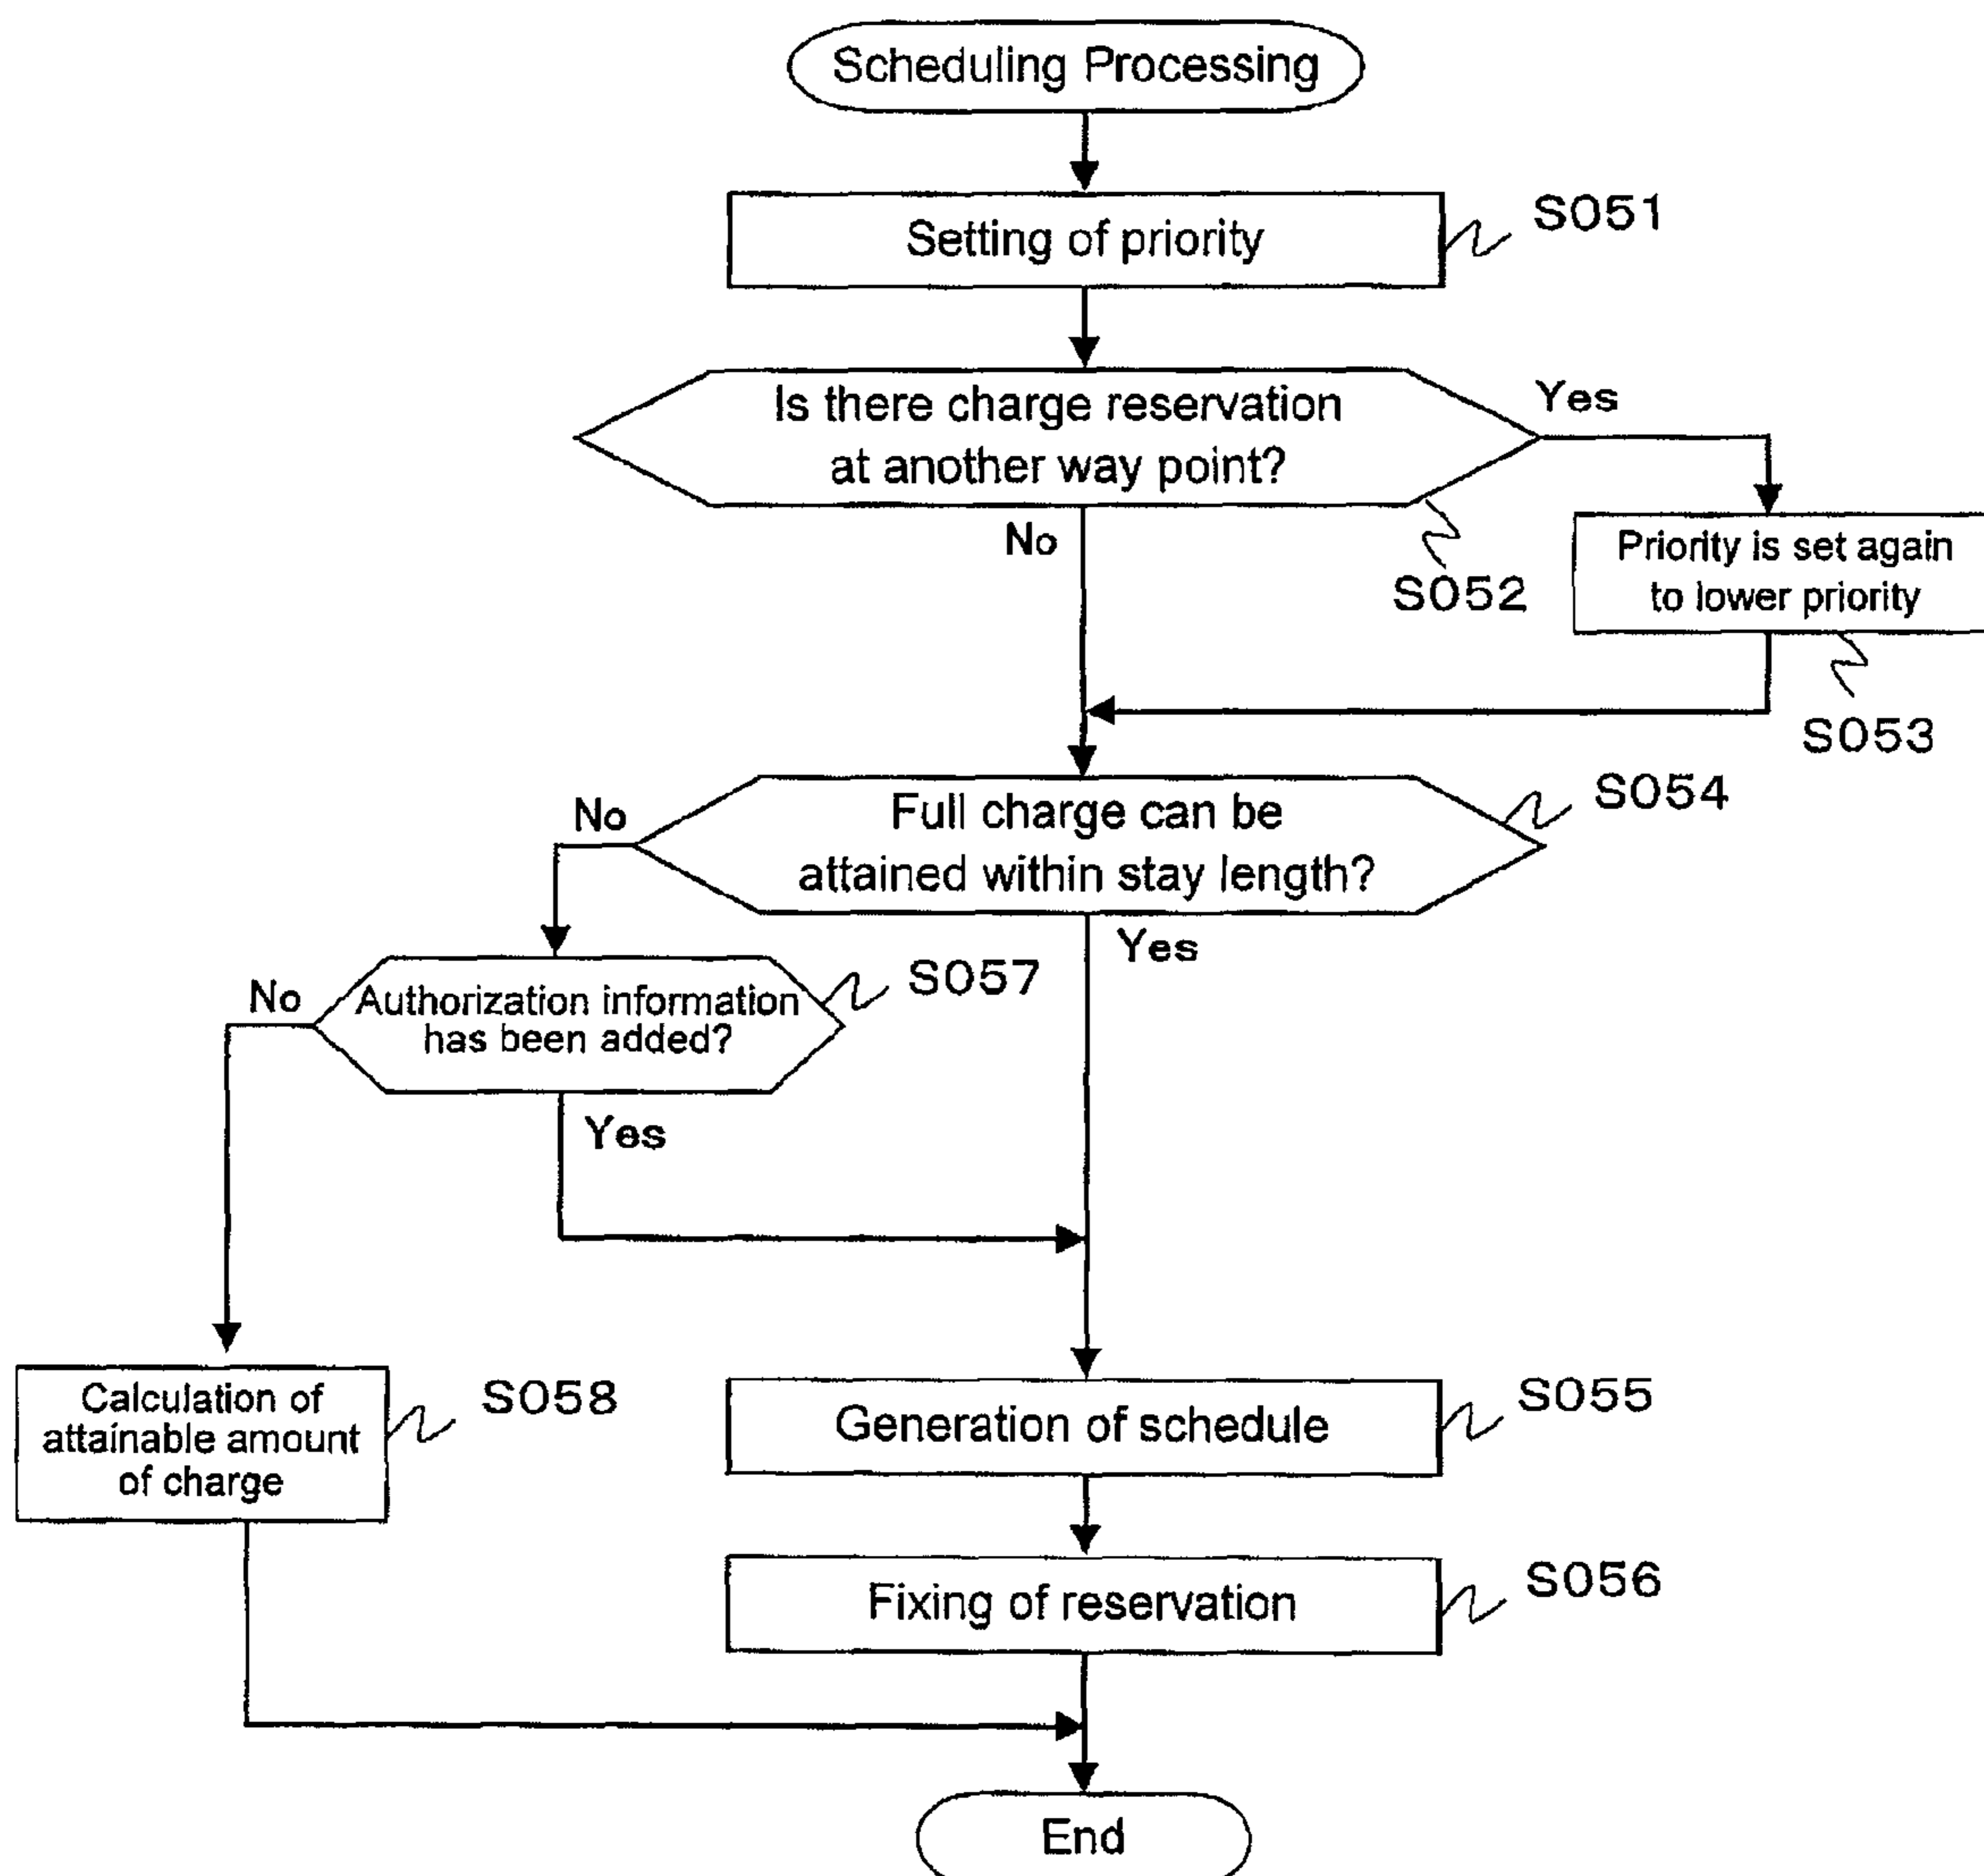 Scheduling Processing
Setting of priority
S051
Is there charge reservation
at another way point?
Yes
No
S052
Priority is set again
to lower priority
S053
Full charge can be
attained within stay length?
S054
No
Yes
Authorization information
has been added?
S057
No
Yes
Calculation of
attainable amount
of charge
S058
Generation of schedule
S055
Fixing of reservation
S056
End